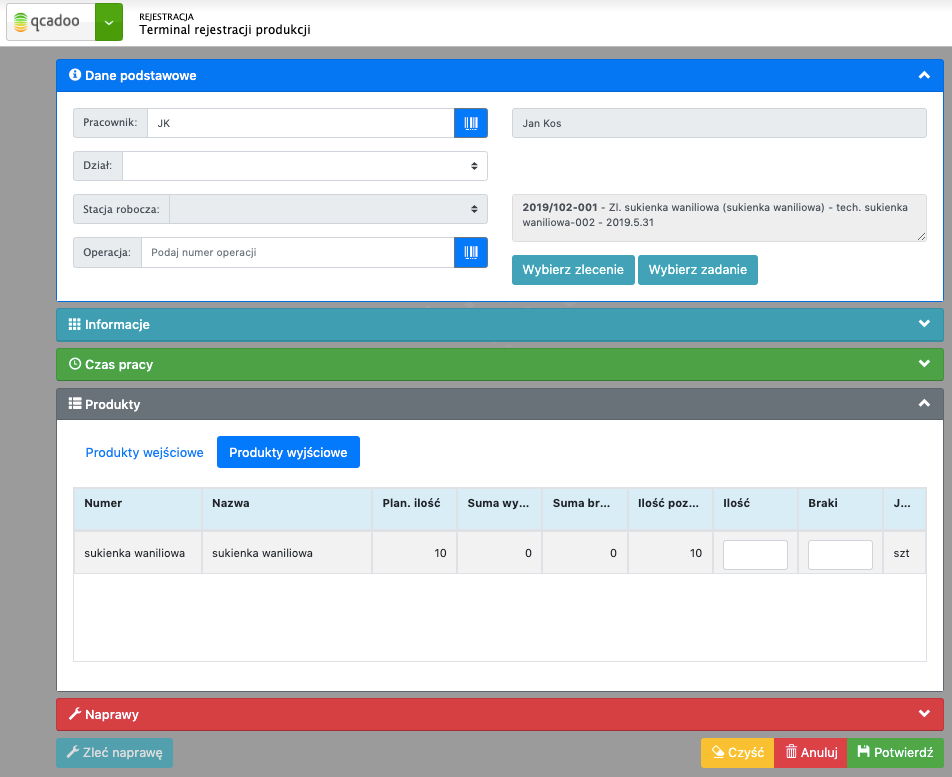 qcadoo
REJESTRACJA
Terminal rejestracji produkcji
Dane podstawowe
Pracownik: JK
Jan Kos
Dział:
Stacja robocza:
2019/102-001 - Zl. sukienka waniliowa (sukienka waniliowa) - tech. sukienka
waniliowa-002 - 2019.5.31
Operacja: Podaj numer operacji
Wybierz zlecenie Wybierz zadanie
Informacje
Czas pracy
Produkty
Produkty wejściowe Produkty wyjściowe
Numer Nazwa Plan. ilość Suma wy... Suma br... Ilość poz... Ilość Braki J...
sukienka waniliowa sukienka waniliowa 10 0 0 10 szt
Naprawy
Zleć naprawę Czyść Anuluj Potwierdź